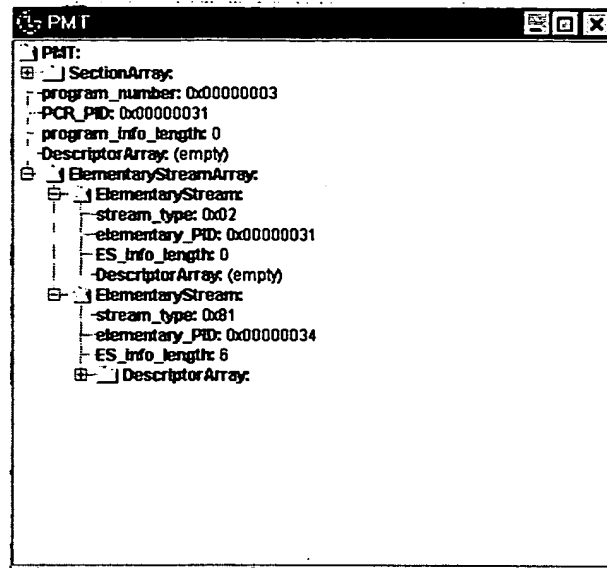 PMT
PMT:
SectionArray:
program_number: 0x00000003
PCR_PID: 0x00000031
program_info_length: 0
DescriptorArray: (empty)
ElementaryStreamArray:
ElementaryStream:
stream_type: 0x02
elementary_PID: 0x00000031
ES_info_length: 0
DescriptorArray: (empty)
ElementaryStream:
stream_type: 0x81
elementary_PID: 0x00000034
ES_info_length: 6
DescriptorArray: